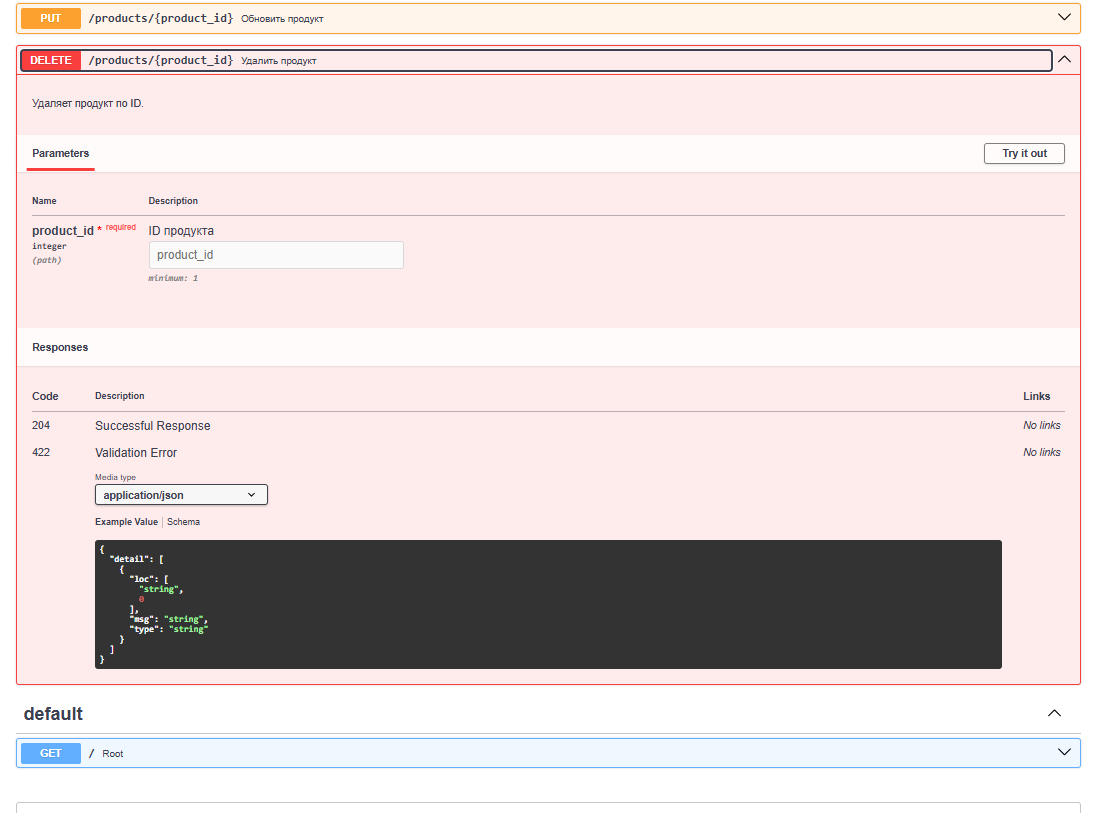 PUT /products/{product_id} Обновить продукт
DELETE /products/{product_id} Удалить продукт
Удаляет продукт по ID.
Parameters
Try it out
Name Description
product_id * required ID продукта
integer product_id
(path)
minimum: 1
Responses
Code Description Links
204 Successful Response No links
422 Validation Error No links
Media type
application/json
Example Value | Schema
{
  "detail": [
    {
      "loc": [
        "string",
        0
      ],
      "msg": "string",
      "type": "string"
    }
  ]
}
default
GET / Root